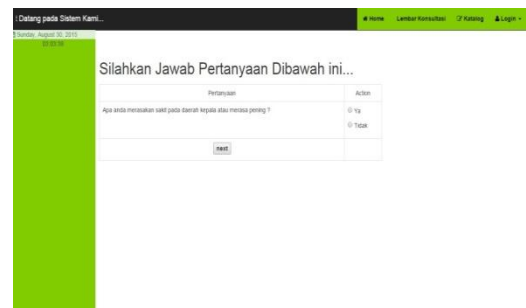 : Datang pada Sistem Kami...
Home Lembar Konsultasi Katalog Login
Sunday, August 30, 2015
Silahkan Jawab Pertanyaan Dibawah ini...
Pertanyaan Action
Apa anda merasakan sakit pada daerah kepala atau merasa pening ? Ya
Tidak
next